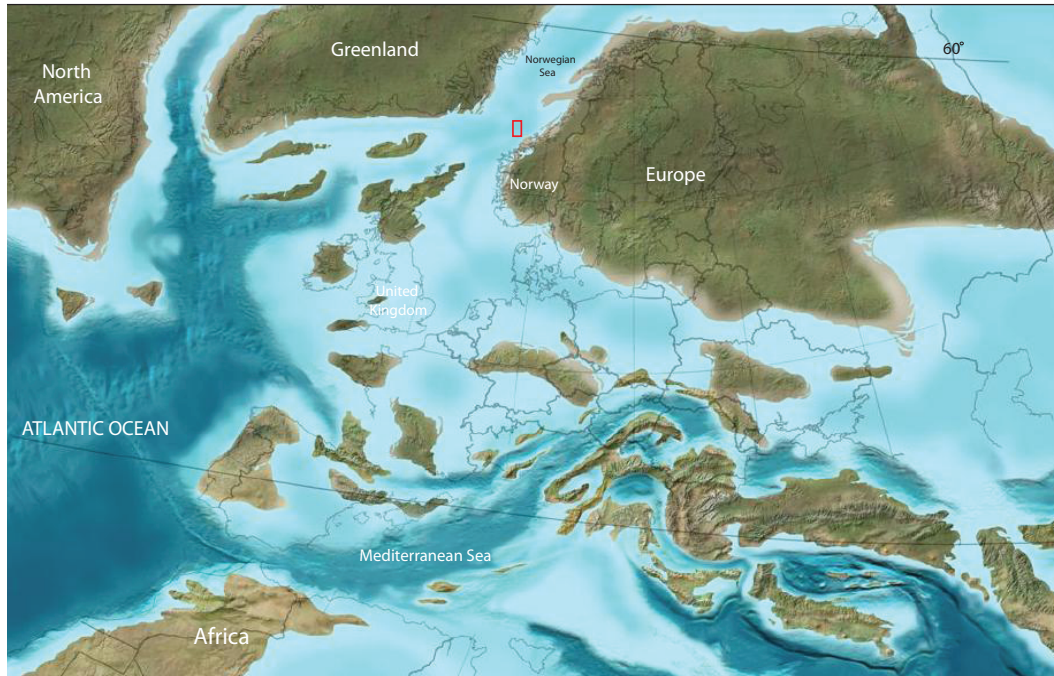 Greenland
North
America
Norwegian
Sea
60°
Norway
Europe
United
Kingdom
ATLANTIC OCEAN
Mediterranean Sea
Africa